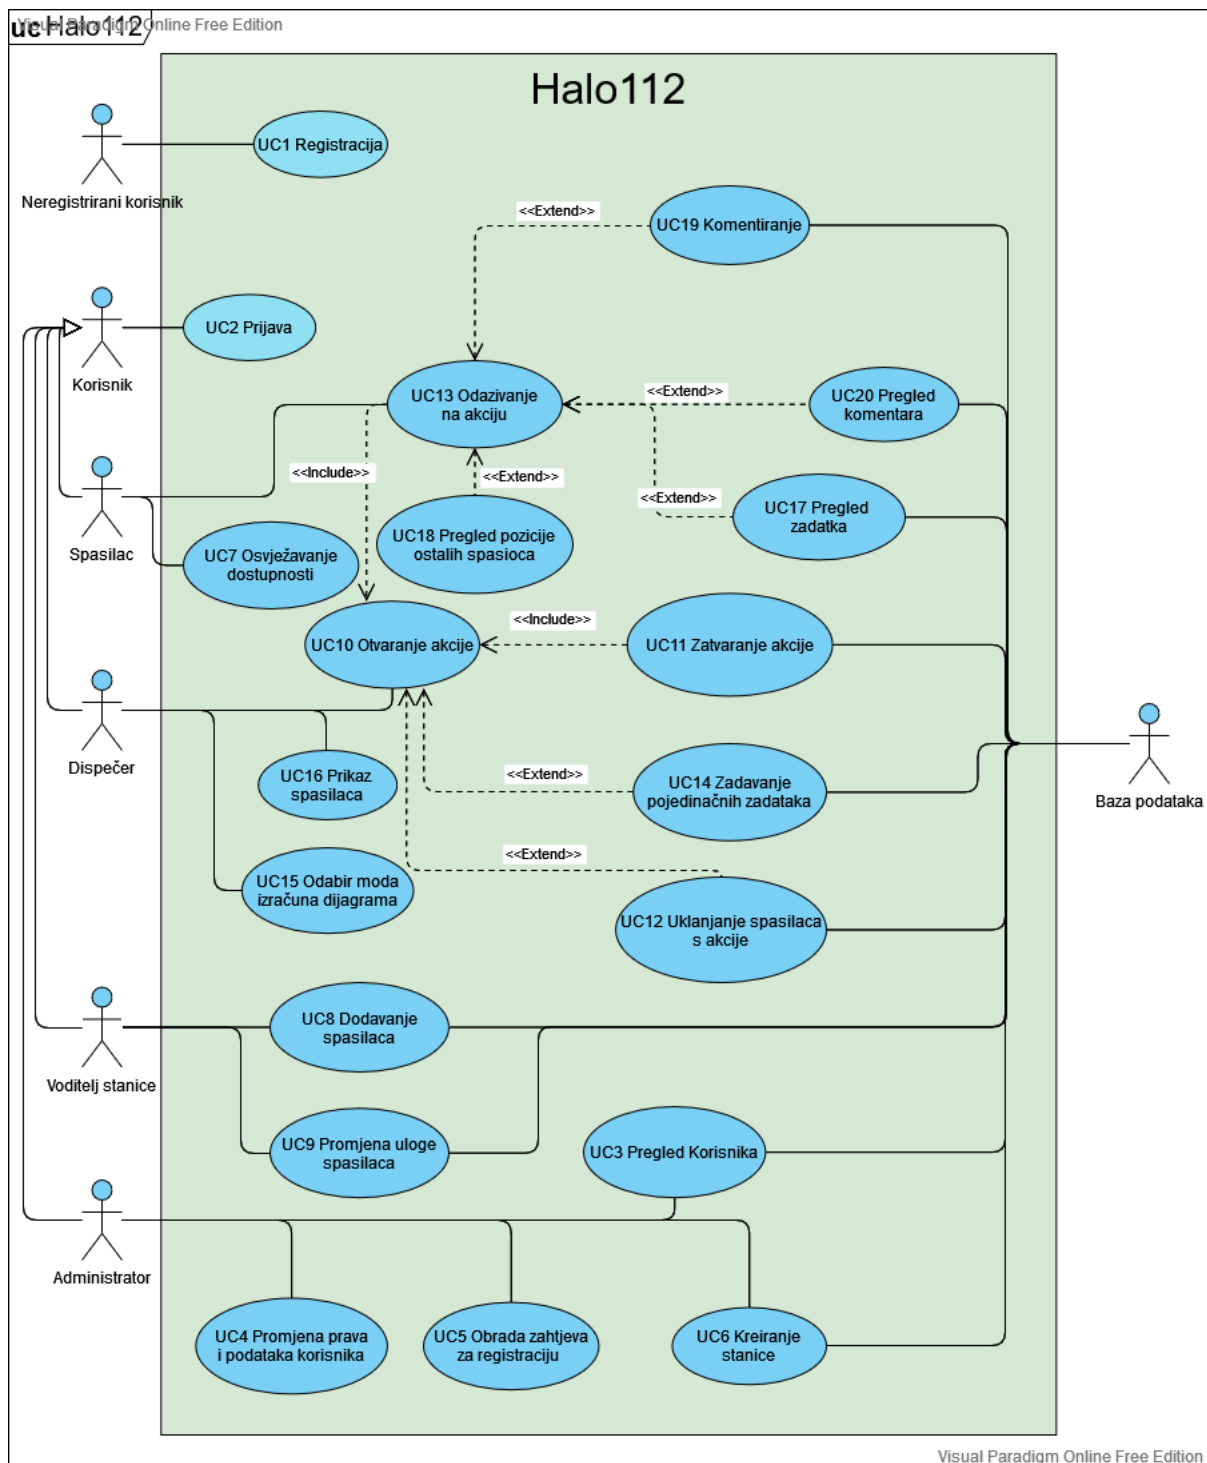 Visual Paradigm Online Free Edition
uc Halo112
Halo112
UC1 Registracija
Neregistrirani korisnik
<<Extend>>
UC19 Komentiranje
UC2 Prijava
Korisnik
UC13 Odazivanje
na akciju
<<Extend>>
UC20 Pregled
komentara
<<Include>>
<<Extend>>
<<Extend>>
UC17 Pregled
zadatka
Spasilac
UC18 Pregled pozicije
ostalih spasioca
UC7 Osvježavanje
dostupnosti
<<Include>>
UC10 Otvaranje akcije
UC11 Zatvaranje akcije
Dispečer
UC16 Prikaz
spasilaca
<<Extend>>
UC14 Zadavanje
pojedinačnih zadataka
Baza podataka
<<Extend>>
UC15 Odabir moda
izračuna dijagrama
UC12 Uklanjanje spasilaca
s akcije
UC8 Dodavanje
spasilaca
Voditelj stanice
UC9 Promjena uloge
spasilaca
UC3 Pregled Korisnika
Administrator
UC4 Promjena prava
i podataka korisnika
UC5 Obrada zahtjeva
za registraciju
UC6 Kreiranje
stanice
Visual Paradigm Online Free Edition